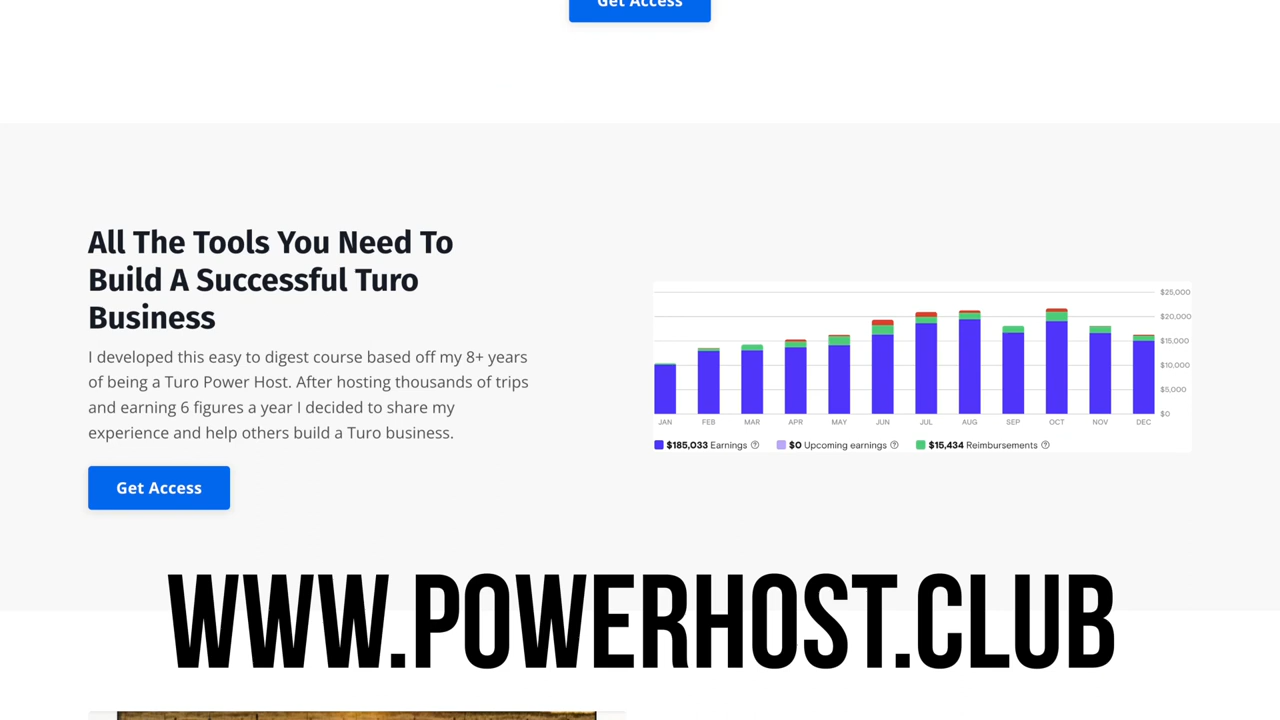 Get Access
All The Tools You Need To
Build A Successful Turo
Business
I developed this easy to digest course based off my 8+ years
of being a Turo Power Host. After hosting thousands of trips
and earning 6 figures a year I decided to share my
experience and help others build a Turo business.
Get Access
$25,000
$20,000
$15,000
$10,000
$5,000
$0
JAN FEB MAR APR MAY JUN JUL AUG SEP OCT NOV DEC
$185,033 Earnings ? $0 Upcoming earnings ? $15,434 Reimbursements ?
WWW.POWERHOST.CLUB